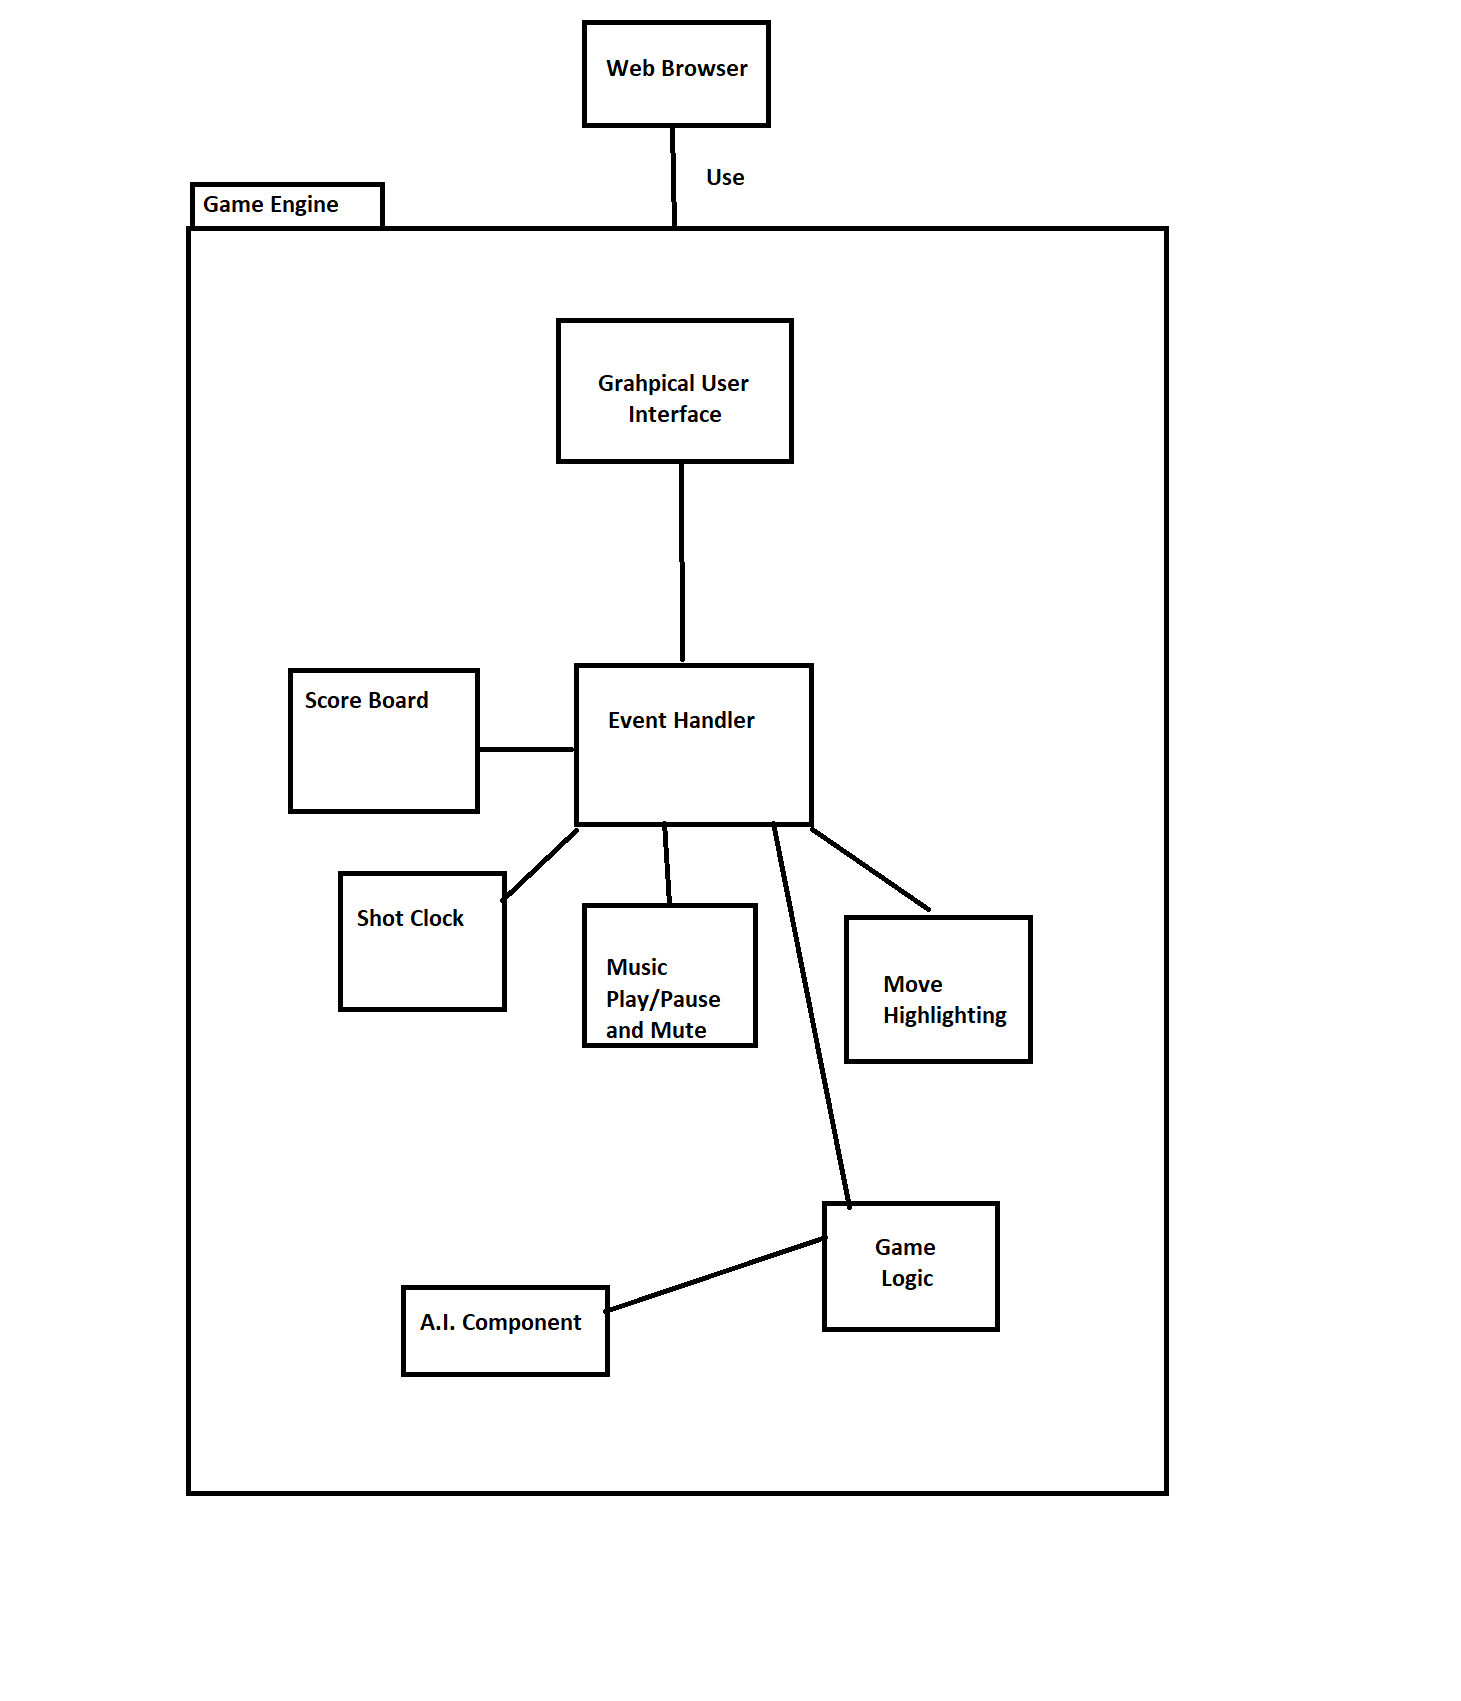 Web Browser
Use
Game Engine
Grahpical User
Interface
Score Board
Event Handler
Shot Clock
Music
Play/Pause
and Mute
Move
Highlighting
Game
Logic
A.I. Component